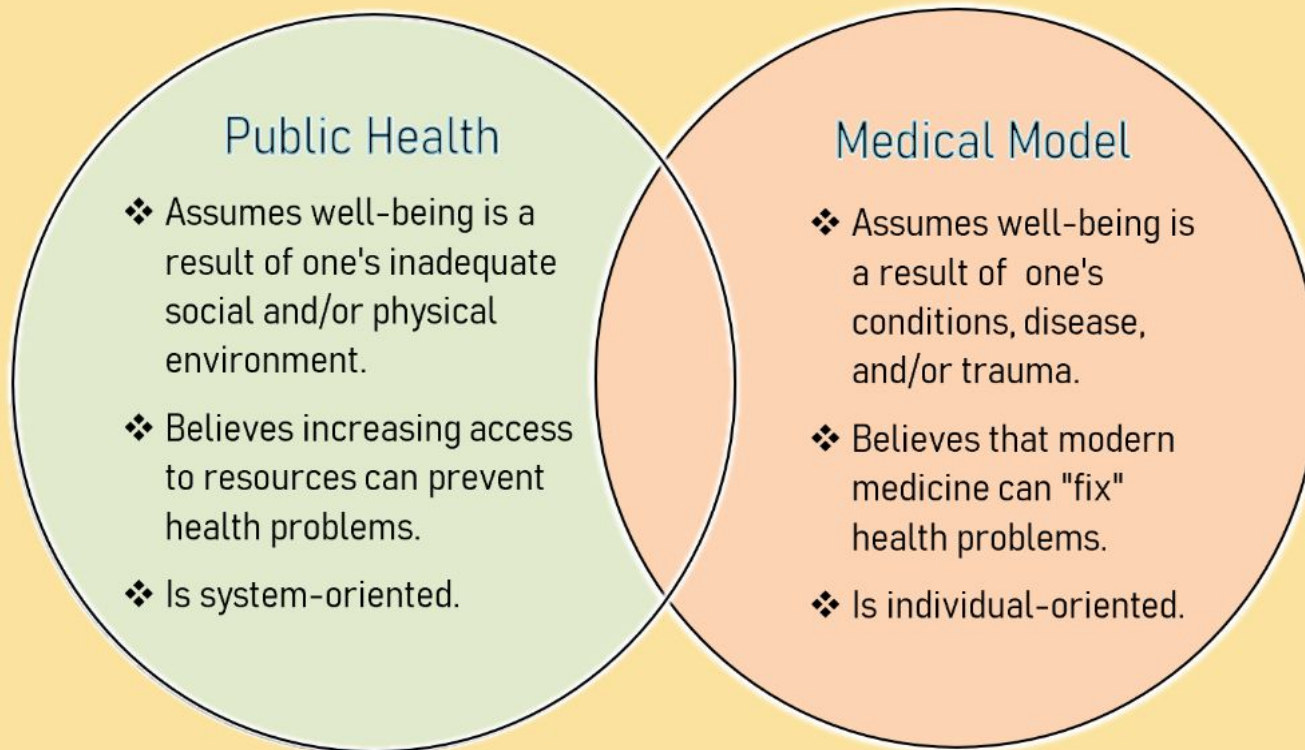 Public Health
❖ Assumes well-being is a
result of one's inadequate
social and/or physical
environment.
❖ Believes increasing access
to resources can prevent
health problems.
❖ Is system-oriented.
Medical Model
❖ Assumes well-being is
a result of one's
conditions, disease,
and/or trauma.
❖ Believes that modern
medicine can "fix"
health problems.
❖ Is individual-oriented.